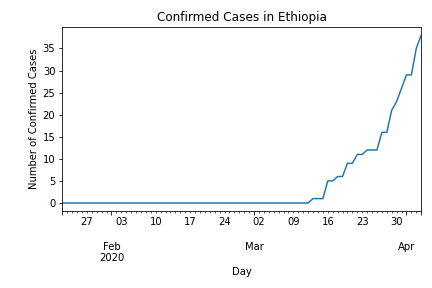 Confirmed Cases in Ethiopia
Number of Confirmed Cases
35
30
25
20
15
10
5
0
27 03 10 17 24 02 09 16 23 30
Feb Mar Apr
2020
Day